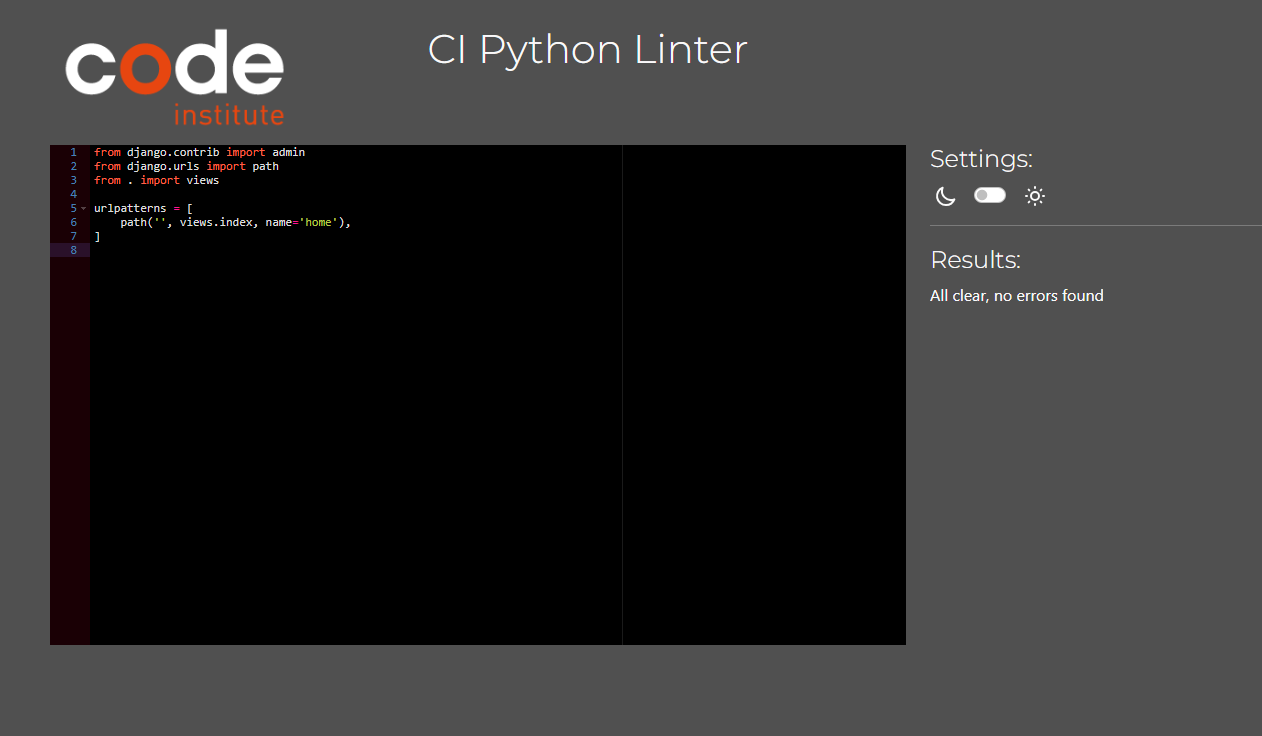 code
institute
CI Python Linter
1 from django.contrib import admin
2 from django.urls import path
3 from . import views
4
5 urlpatterns = [
6     path('', views.index, name='home'),
7 ]
8
Settings:
Results:
All clear, no errors found